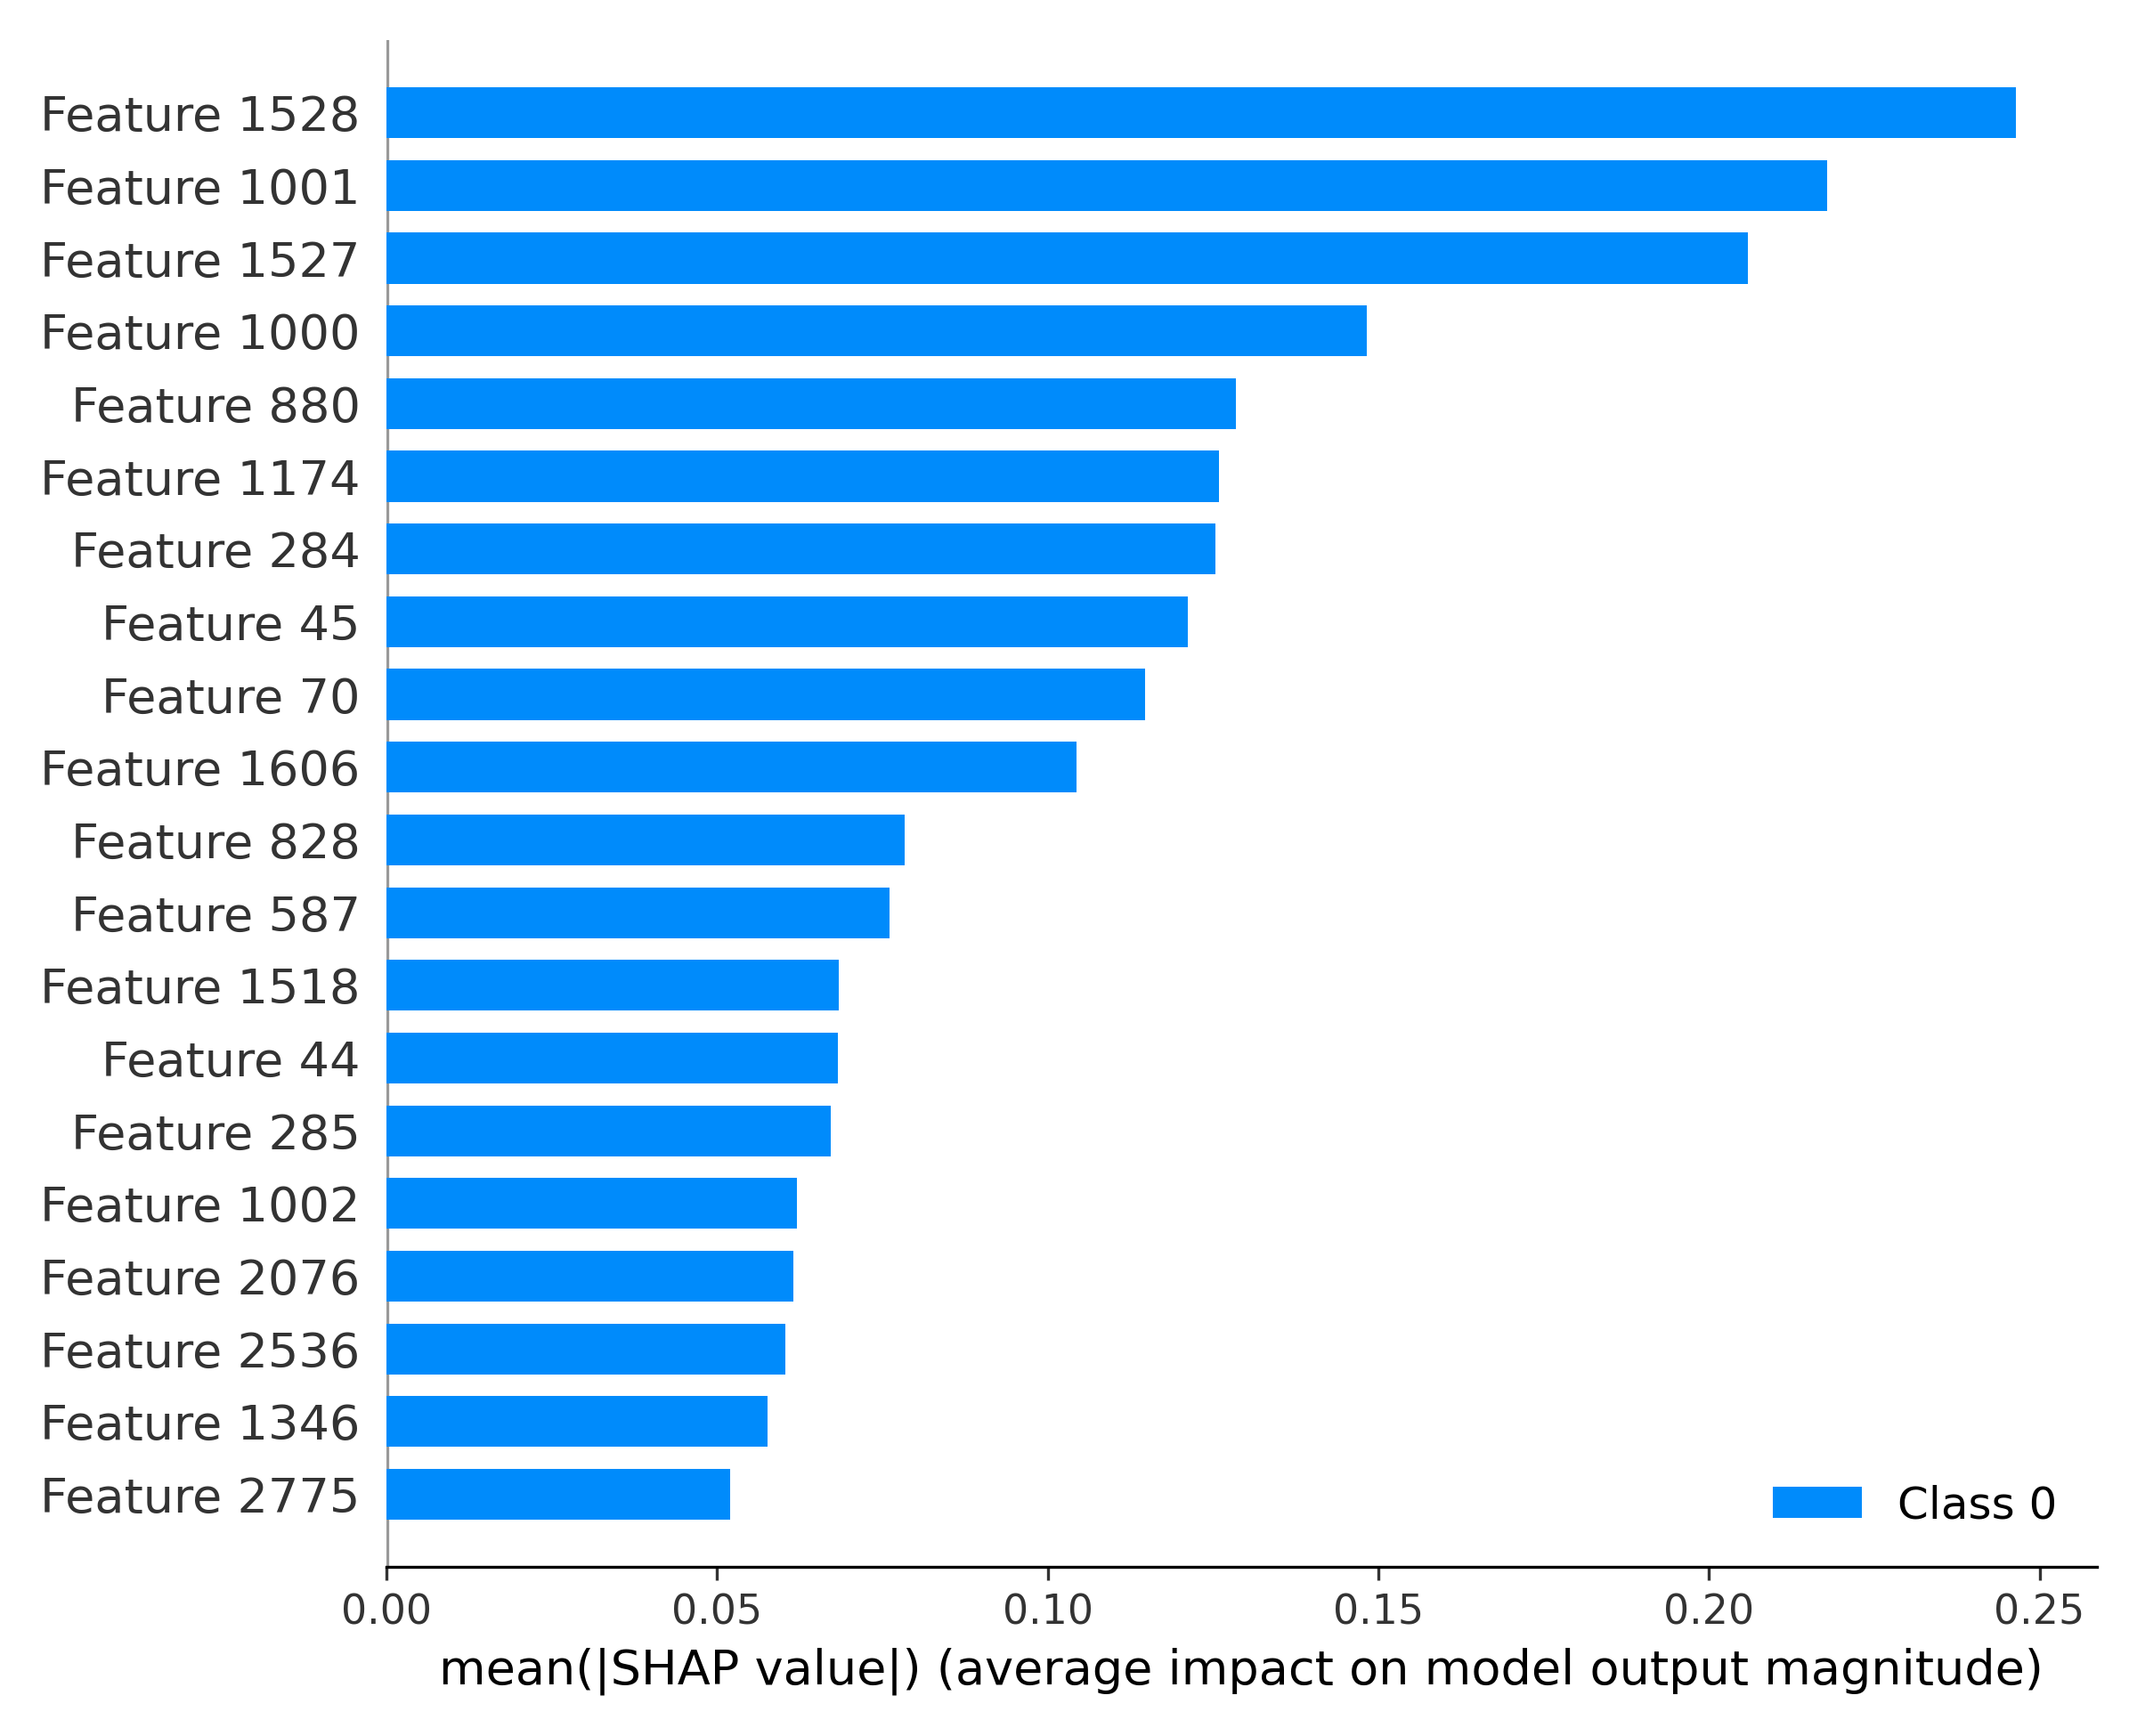 Feature 1528
Feature 1001
Feature 1527
Feature 1000
Feature 880
Feature 1174
Feature 284
Feature 45
Feature 70
Feature 1606
Feature 828
Feature 587
Feature 1518
Feature 44
Feature 285
Feature 1002
Feature 2076
Feature 2536
Feature 1346
Feature 2775
Class 0
0.00 0.05 0.10 0.15 0.20 0.25
mean(|SHAP value|) (average impact on model output magnitude)